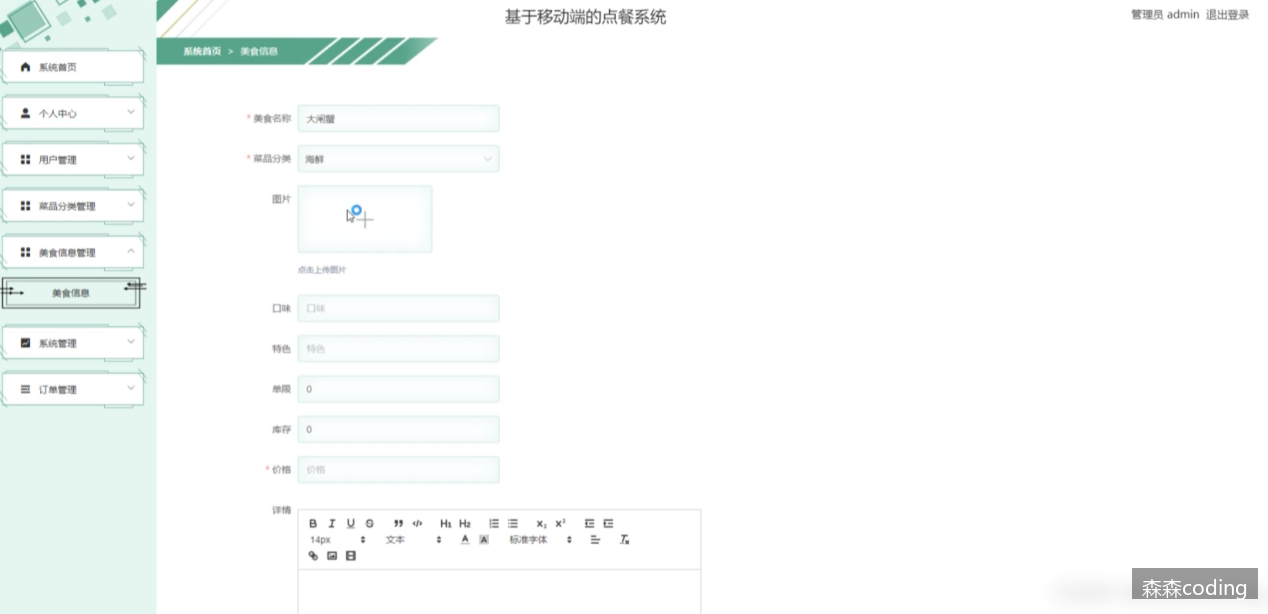 基于移动端的点餐系统
管理员 admin 退出登录
系统首页 > 美食信息
系统首页
个人中心
用户管理
菜品分类管理
美食信息管理
美食信息
系统管理
订单管理
* 美食名称 大闸蟹
* 菜品分类 海鲜
图片
点击上传图片
口味 口味
特色 特色
单限 0
库存 0
* 价格 价格
详情
B I U S ” </> H1 H2 x₂ x²
14px 文本 A A 标准字体 Tx
森森coding